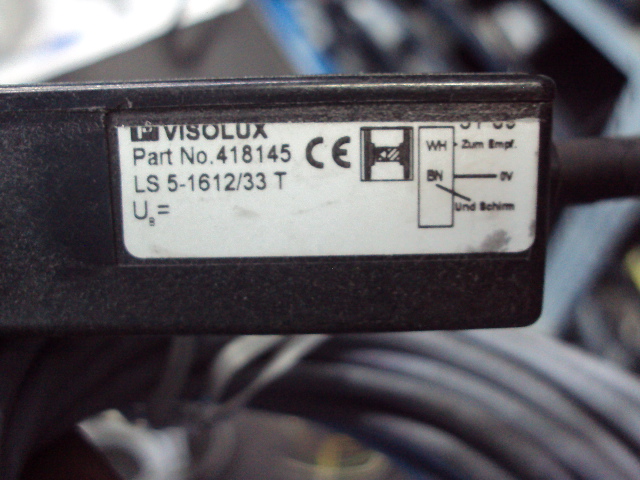 VISOLUX
Part No. 418145 CE
LS 5-1612/33 T
UB=
WH Zum Empf.
BN 0V
Und Schirm